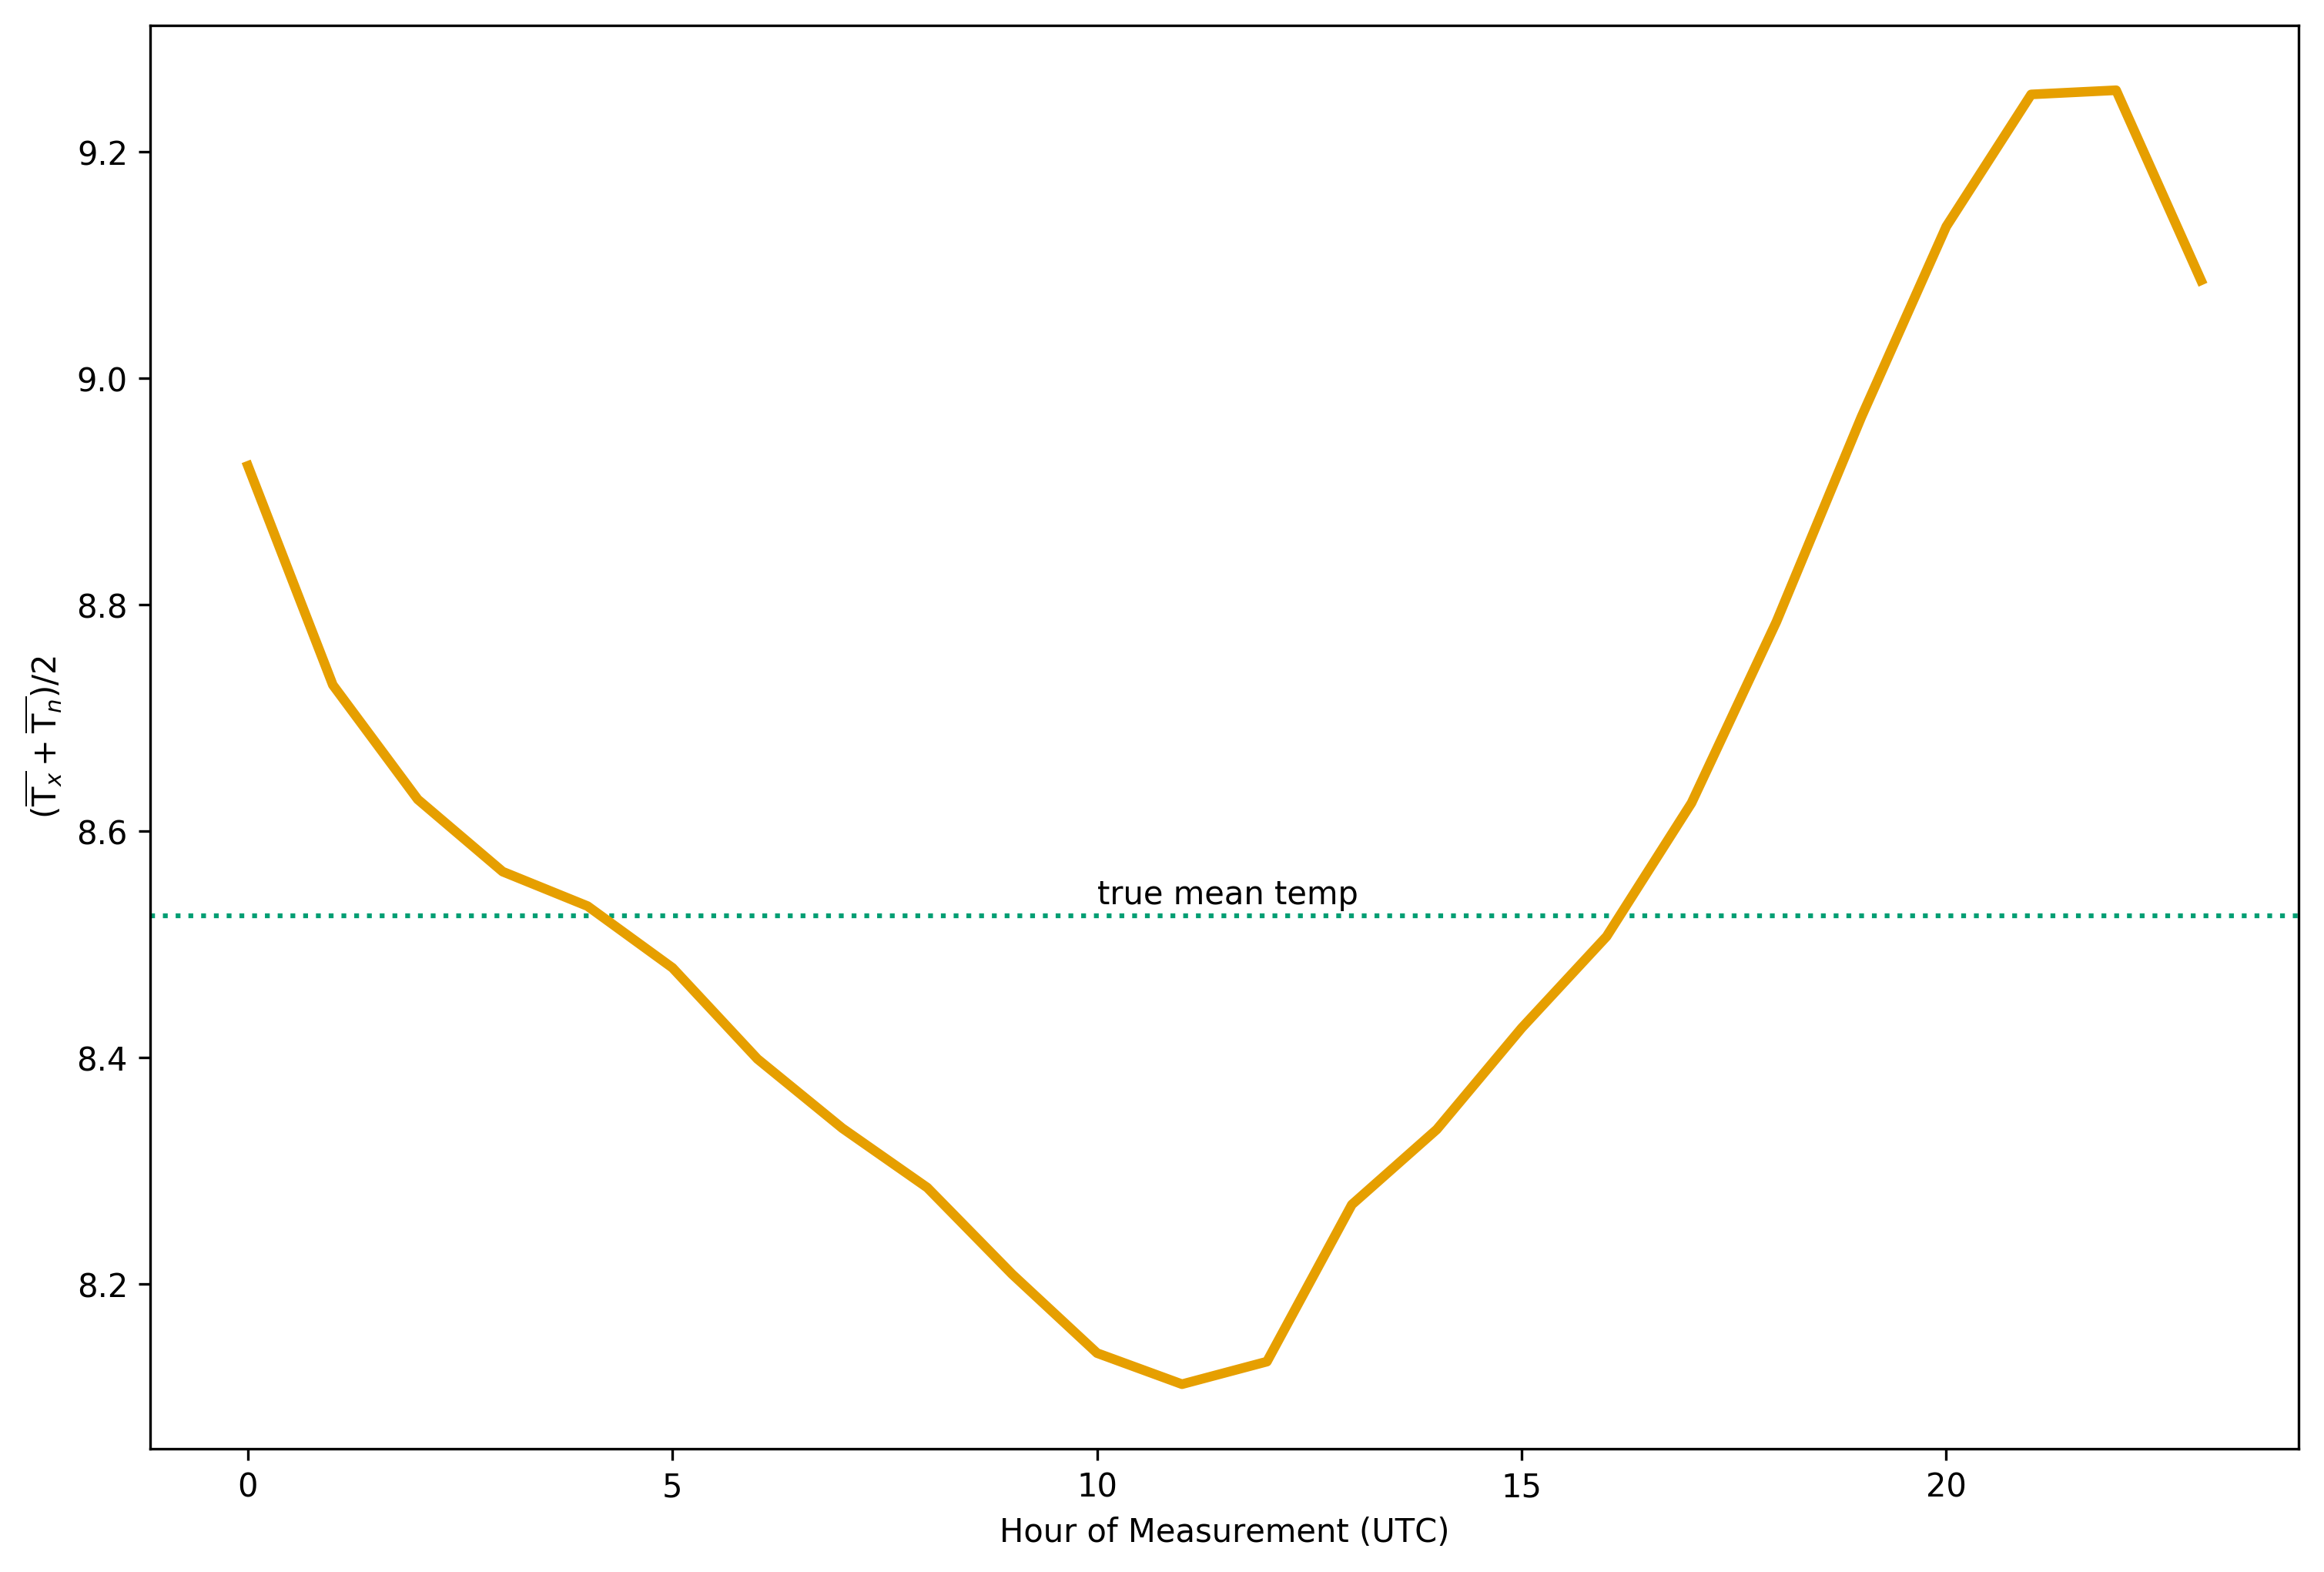 (T̅ₓ + T̅ₙ)/2
9.2
9.0
8.8
8.6
8.4
8.2
true mean temp
0 5 10 15 20
Hour of Measurement (UTC)